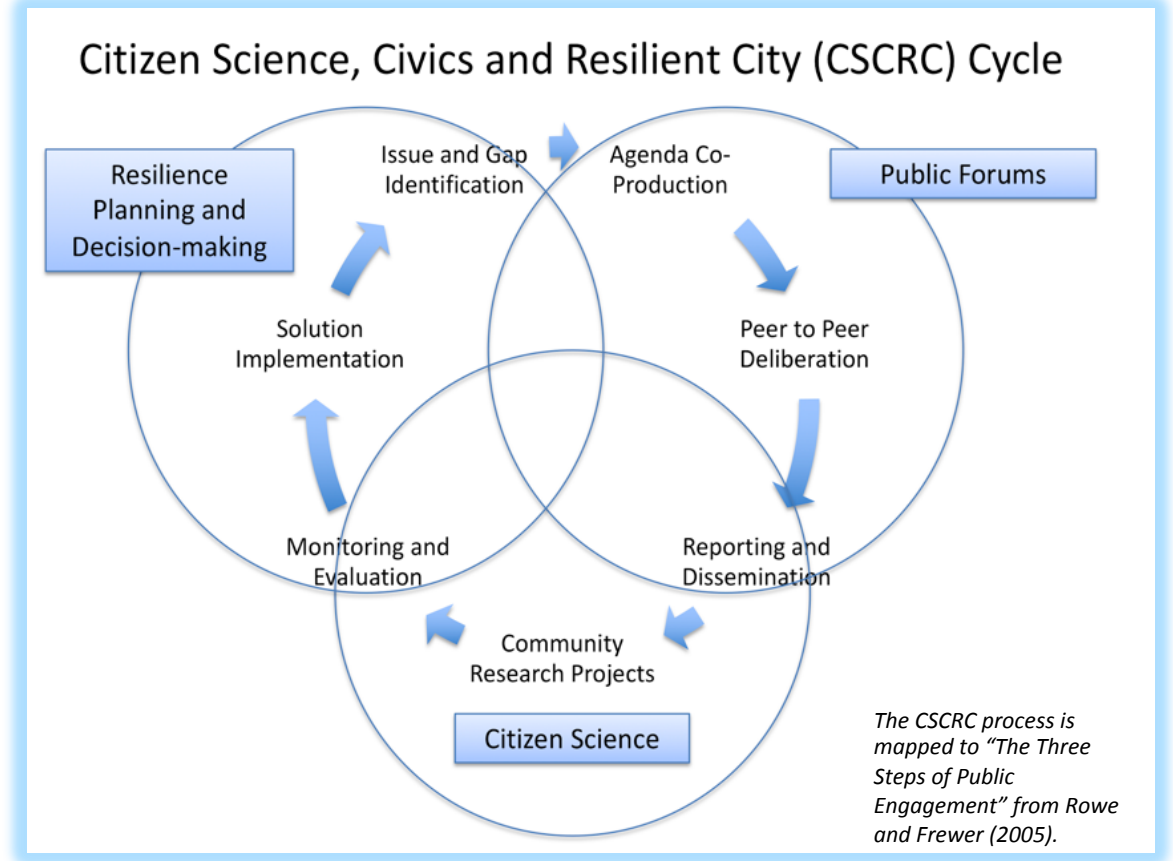 Citizen Science, Civics and Resilient City (CSCRC) Cycle
Resilience
Planning and
Decision-making
Issue and Gap
Identification
Agenda Co-
Production
Public Forums
Solution
Implementation
Peer to Peer
Deliberation
Monitoring and
Evaluation
Reporting and
Dissemination
Community
Research Projects
Citizen Science
The CSCRC process is
mapped to “The Three
Steps of Public
Engagement” from Rowe
and Frewer (2005).